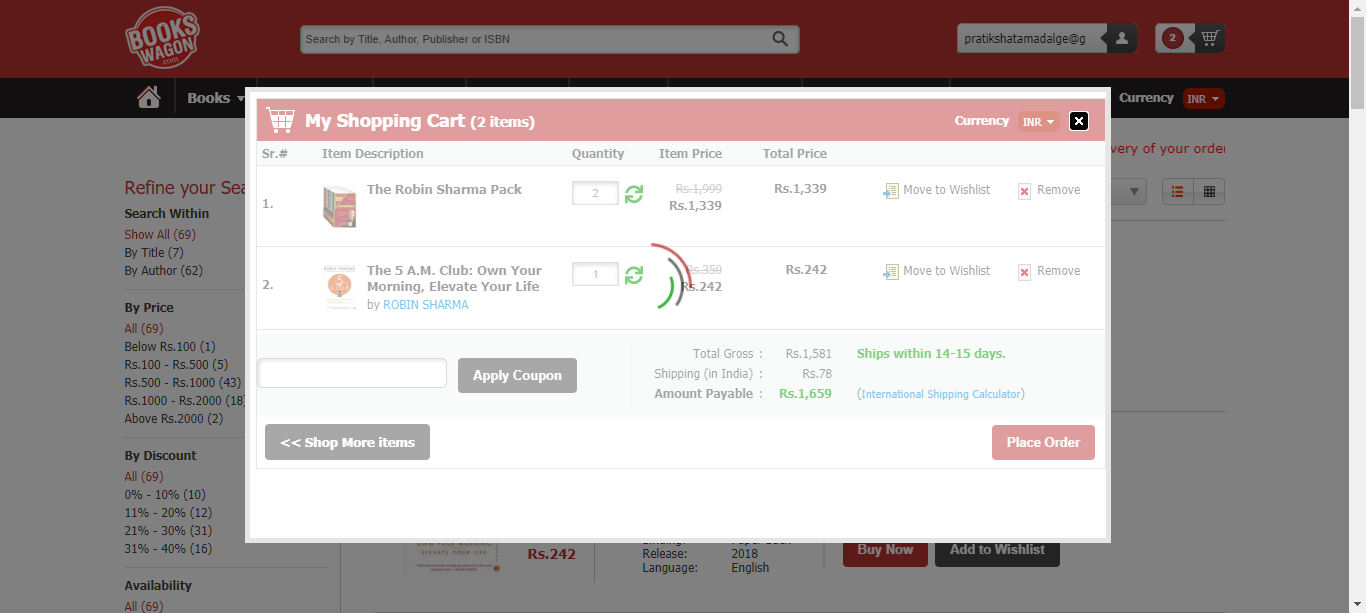 BOOKS
WAGON
.com
Search by Title, Author, Publisher or ISBN
pratikshatamadalge@g
2
Books
Currency INR
very of your order
Refine your Sea
Search Within
Show All (69)
By Title (7)
By Author (62)
By Price
All (69)
Below Rs.100 (1)
Rs.100 - Rs.500 (5)
Rs.500 - Rs.1000 (43)
Rs.1000 - Rs.2000 (18)
Above Rs.2000 (2)
By Discount
All (69)
0% - 10% (10)
11% - 20% (12)
21% - 30% (31)
31% - 40% (16)
Availability
All (69)
My Shopping Cart (2 items)
Currency INR
Sr.# Item Description Quantity Item Price Total Price
1. The Robin Sharma Pack 2 Rs.1,999 Rs.1,339 Move to Wishlist Remove
Rs.1,339
2. The 5 A.M. Club: Own Your 1 Rs.350 Rs.242 Move to Wishlist Remove
Morning, Elevate Your Life Rs.242
by ROBIN SHARMA
Total Gross : Rs.1,581 Ships within 14-15 days.
Shipping (in India) : Rs.78
Amount Payable : Rs.1,659 (International Shipping Calculator)
Apply Coupon
<< Shop More items
Place Order
ELEVATE YOUR LIFE
Rs.242
Release: 2018
Language: English
Buy Now
Add to Wishlist